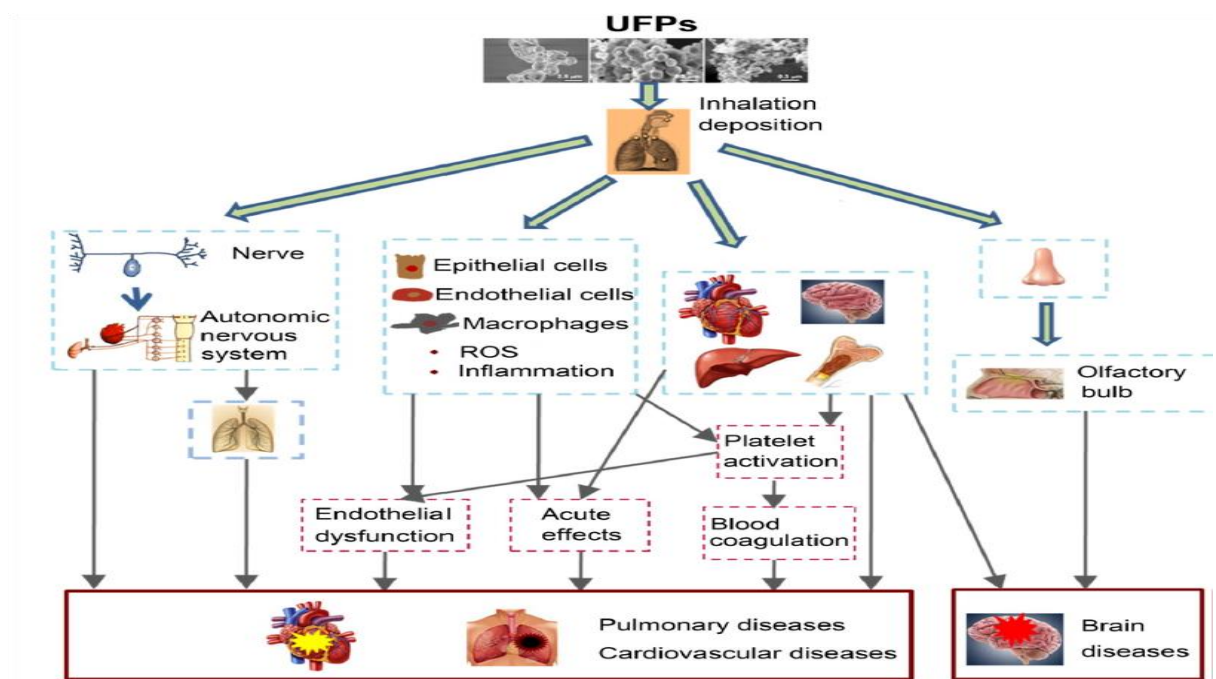 UFPs
Inhalation
deposition
Nerve
Autonomic
nervous
system
Epithelial cells
Endothelial cells
Macrophages
ROS
Inflammation
Olfactory
bulb
Platelet
activation
Endothelial
dysfunction
Acute
effects
Blood
coagulation
Pulmonary diseases
Cardiovascular diseases
Brain
diseases